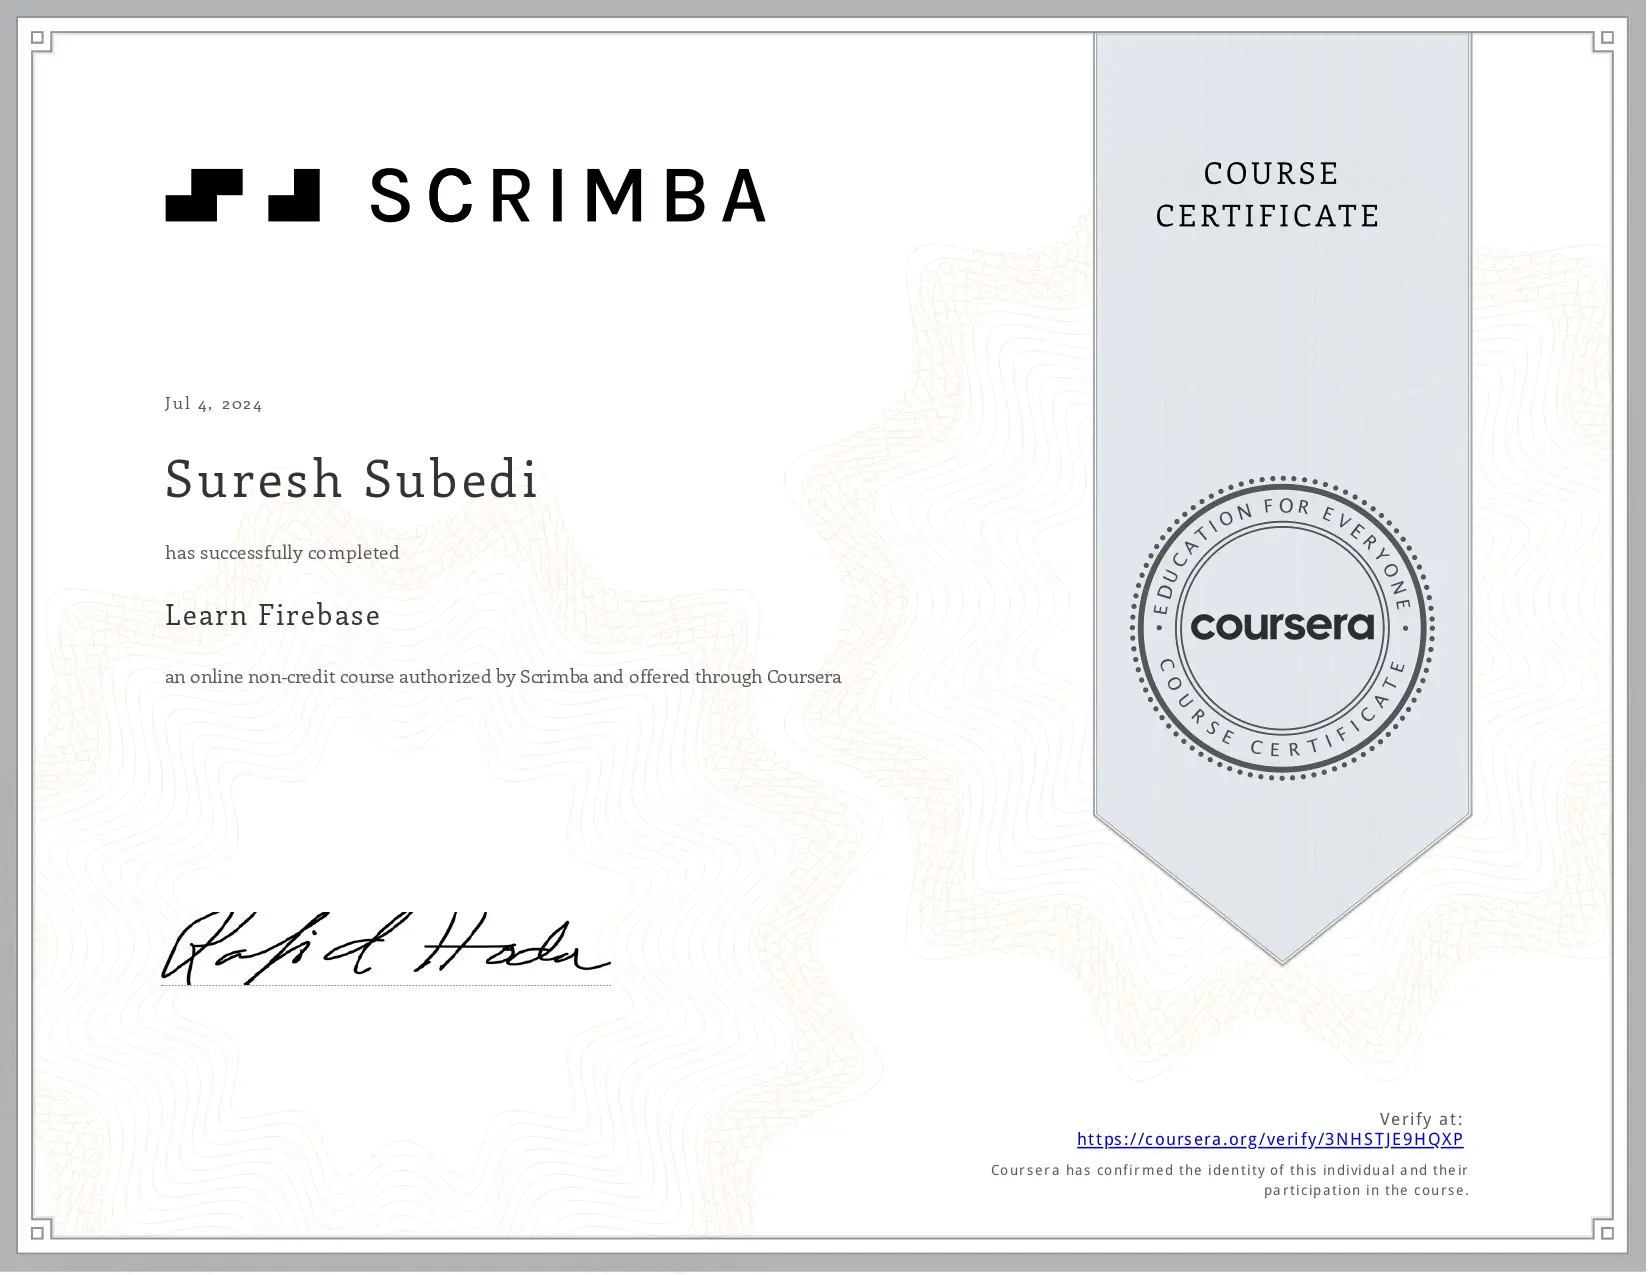 SCRIMBA
COURSE
CERTIFICATE
Jul 4, 2024
Suresh Subedi
has successfully completed
Learn Firebase
an online non-credit course authorized by Scrimba and offered through Coursera
EDUCATION FOR EVERYONE
coursera
COURSE CERTIFICATE
Verify at:
https://coursera.org/verify/3NHSTJE9HQXP
Coursera has confirmed the identity of this individual and their
participation in the course.